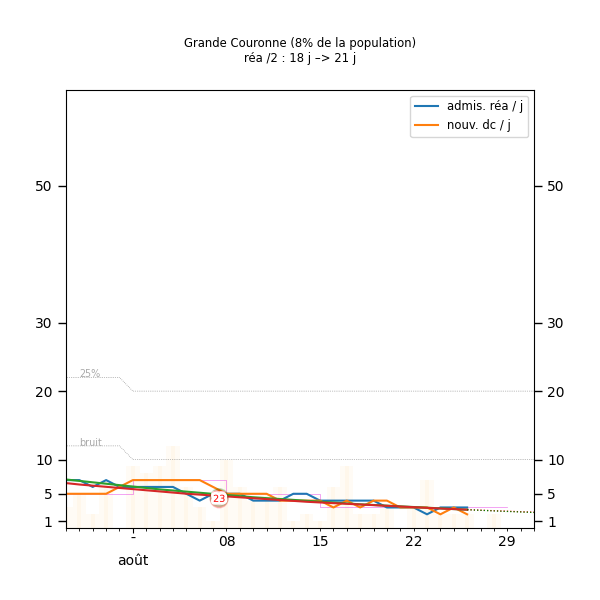 Grande Couronne (8% de la population)
réa /2 : 18 j –> 21 j
admis. réa / j
nouv. dc / j
50 50
30 30
25%
20 20
bruit
10 10
5 23 5
1 1
- 08 15 22 29
août